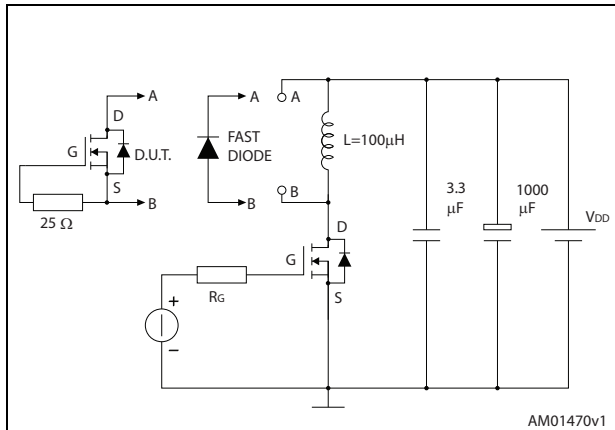 A
A
A
D
G
D.U.T.
FAST
DIODE
L=100μH
S
B
B
B
25 Ω
3.3
μF
1000
μF
VDD
D
G
S
RG
+
–
AM01470v1